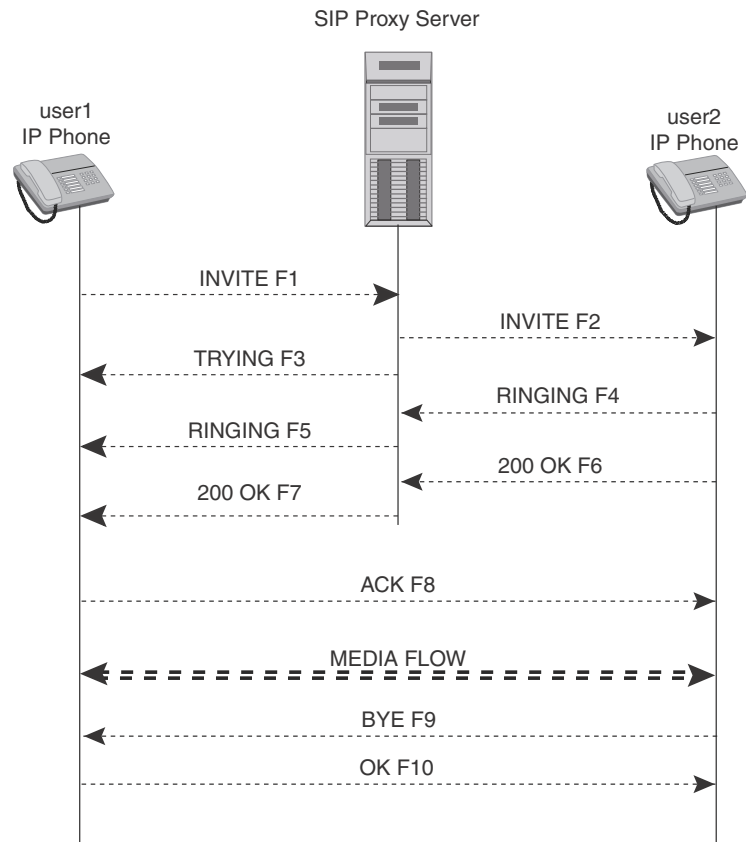 SIP Proxy Server
user1
IP Phone
user2
IP Phone
INVITE F1
INVITE F2
TRYING F3
RINGING F4
RINGING F5
200 OK F6
200 OK F7
ACK F8
MEDIA FLOW
BYE F9
OK F10